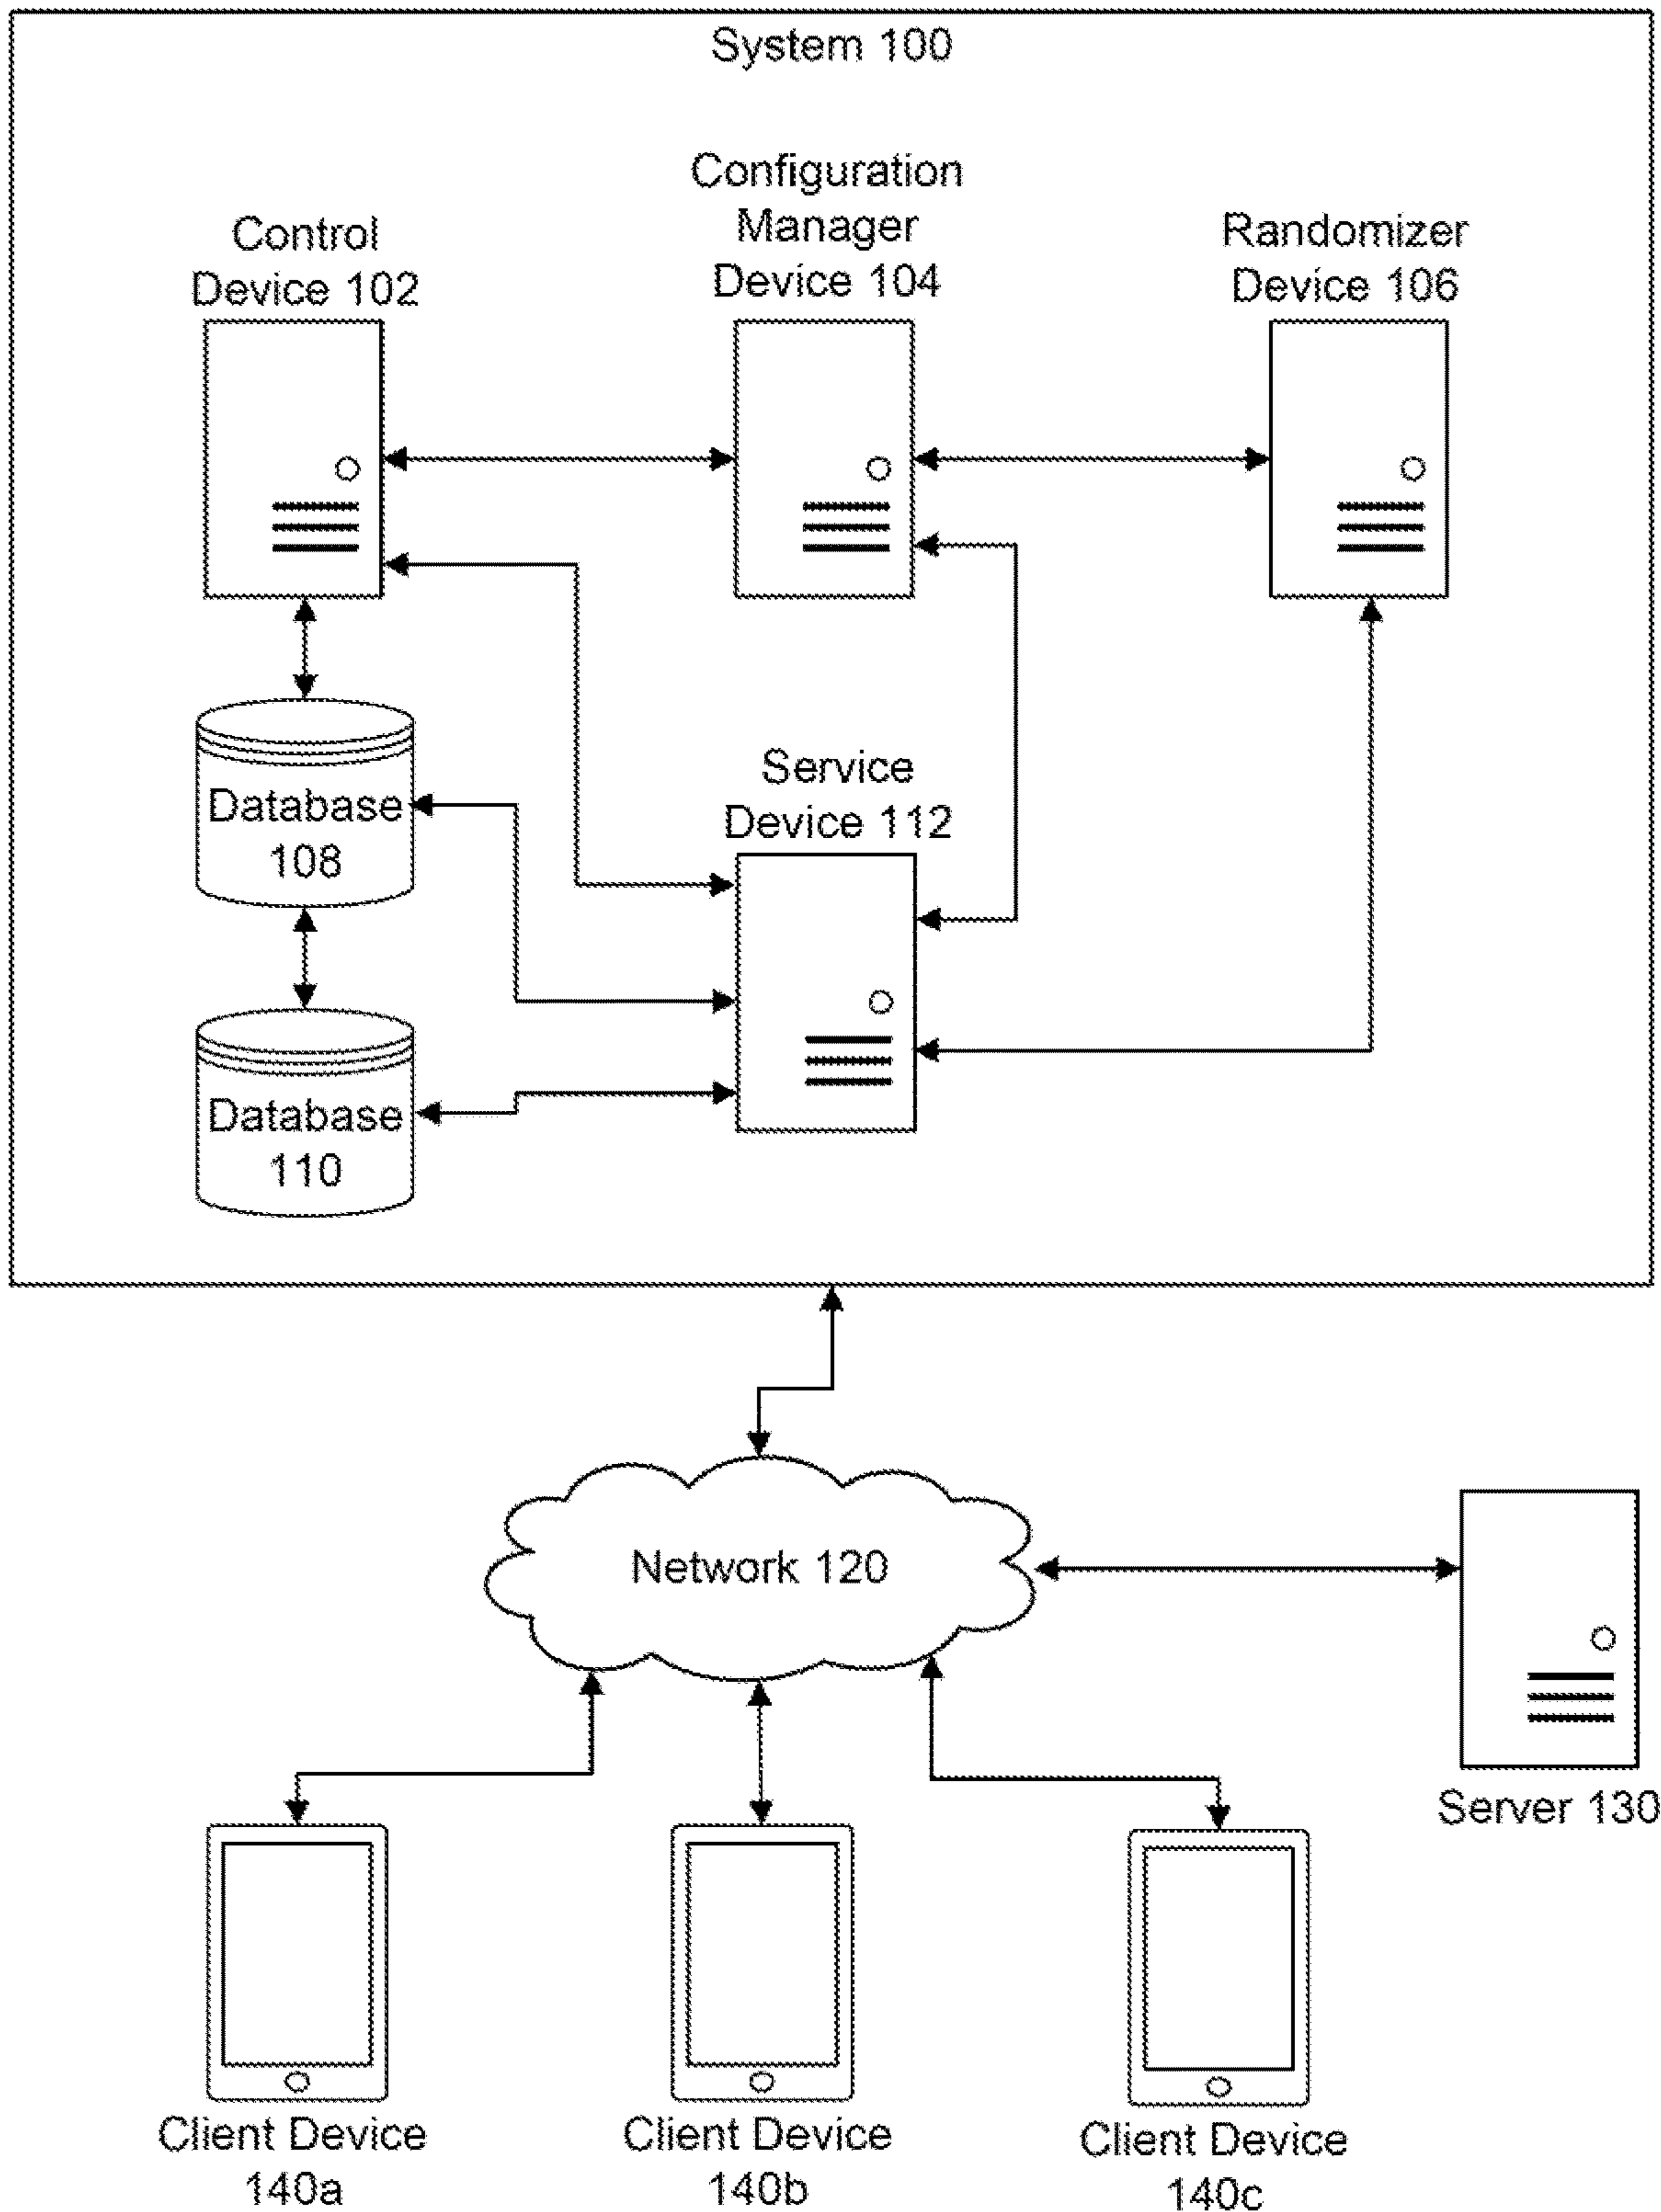 System 100
Control
Device 102
Configuration
Manager
Device 104
Randomizer
Device 106
Database
108
Service
Device 112
Database
110
Network 120
Server 130
Client Device
140a
Client Device
140b
Client Device
140c